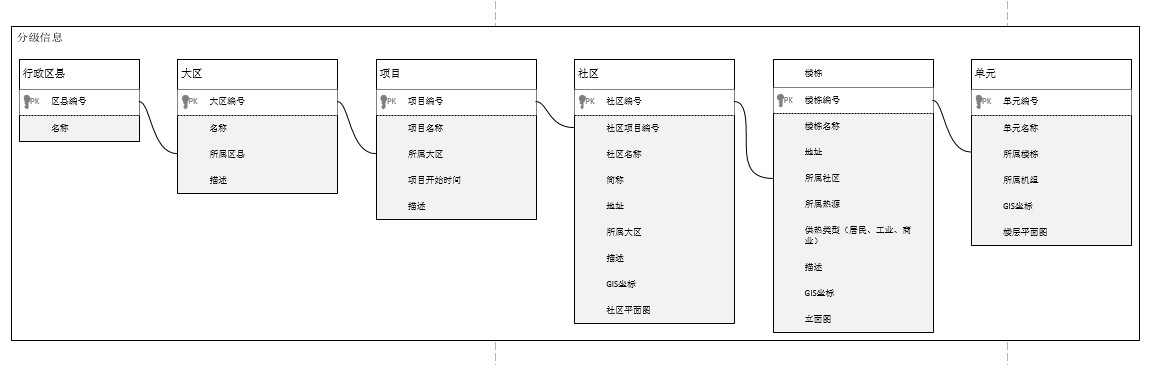 分级信息
行政区县
PK 区县编号
名称
大区
PK 大区编号
名称
所属区县
描述
项目
PK 项目编号
项目名称
所属大区
项目开始时间
描述
社区
PK 社区编号
社区项目编号
社区名称
简称
地址
所属大区
描述
GIS坐标
社区平面图
楼栋
PK 楼栋编号
楼栋名称
地址
所属社区
所属热源
供热类型（居民、工业、商
业）
描述
GIS坐标
立面图
单元
PK 单元编号
单元名称
所属楼栋
所属机组
GIS坐标
楼层平面图